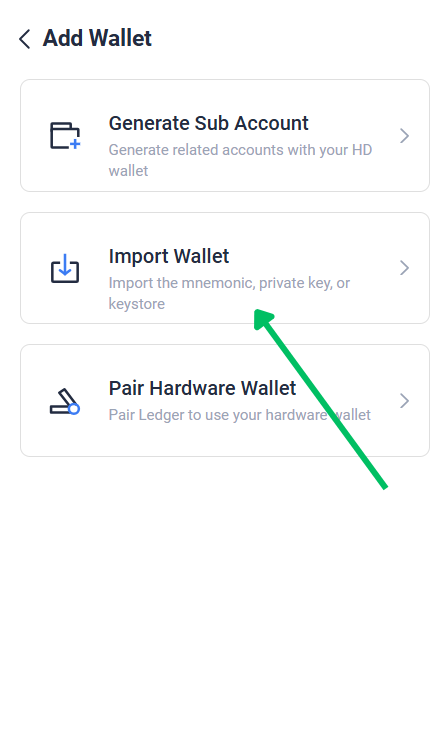 Add Wallet
Generate Sub Account
Generate related accounts with your HD
wallet
Import Wallet
Import the mnemonic, private key, or
keystore
Pair Hardware Wallet
Pair Ledger to use your hardware wallet